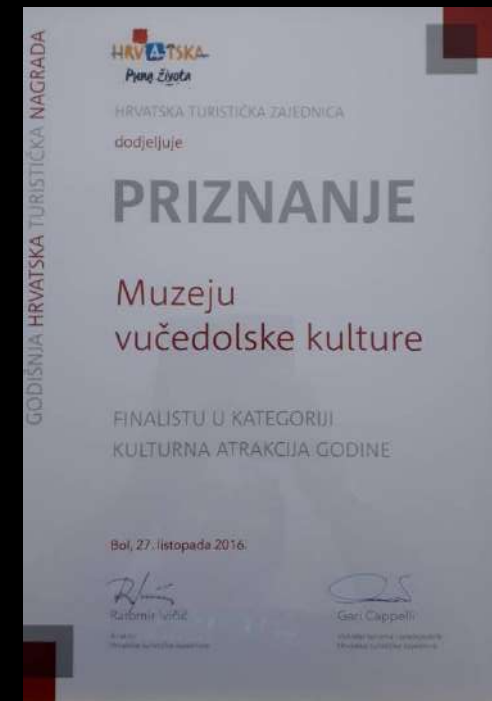 GODIŠNJA HRVATSKA TURISTIČKA NAGRADA
HRVATSKA
Puna života
HRVATSKA TURISTIČKA ZAJEDNICA
dodjeljuje
PRIZNANJE
Muzeju
vučedolske kulture
FINALISTU U KATEGORIJI
KULTURNA ATRAKCIJA GODINE
Bol, 27. listopada 2016.
Ratomir Ivičić
Gari Cappelli